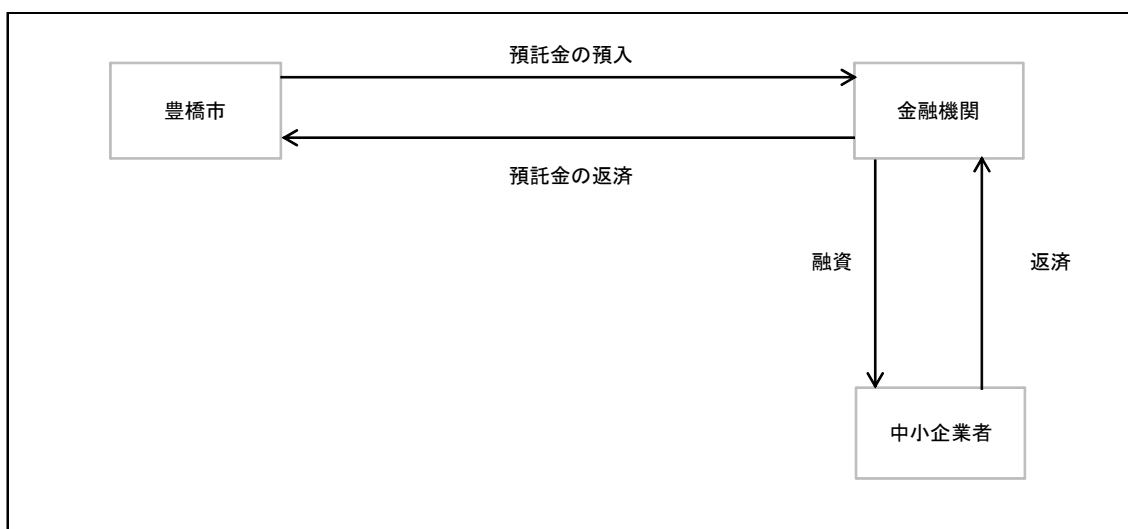 預託金の預入
豊橋市
金融機関
預託金の返済
融資
返済
中小企業者